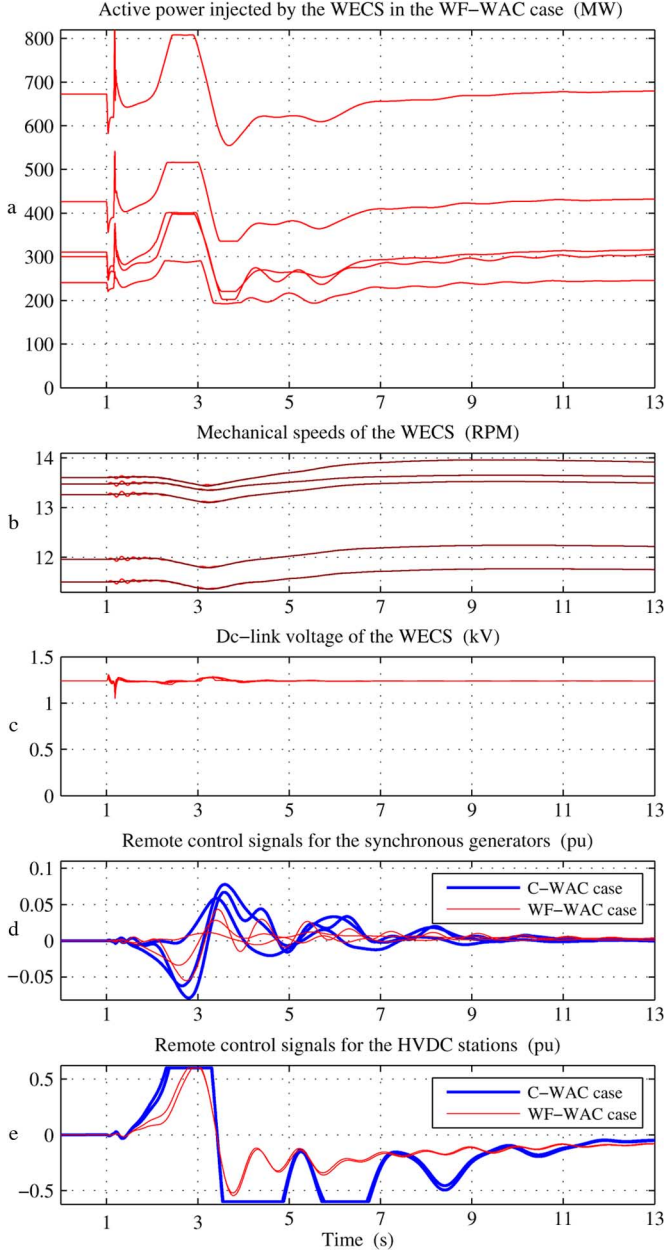 Active power injected by the WECS in the WF−WAC case (MW)
800
700
600
500
a
400
300
200
100
0
1 3 5 7 9 11 13
Mechanical speeds of the WECS (RPM)
14
13
b
12
1 3 5 7 9 11 13
Dc−link voltage of the WECS (kV)
1.5
1
c
0.5
0
1 3 5 7 9 11 13
Remote control signals for the synchronous generators (pu)
0.1
C−WAC case
0.05
WF−WAC case
d
0
−0.05
1 3 5 7 9 11 13
Remote control signals for the HVDC stations (pu)
0.5
C−WAC case
WF−WAC case
e
0
−0.5
1 3 5 7 9 11 13
Time (s)